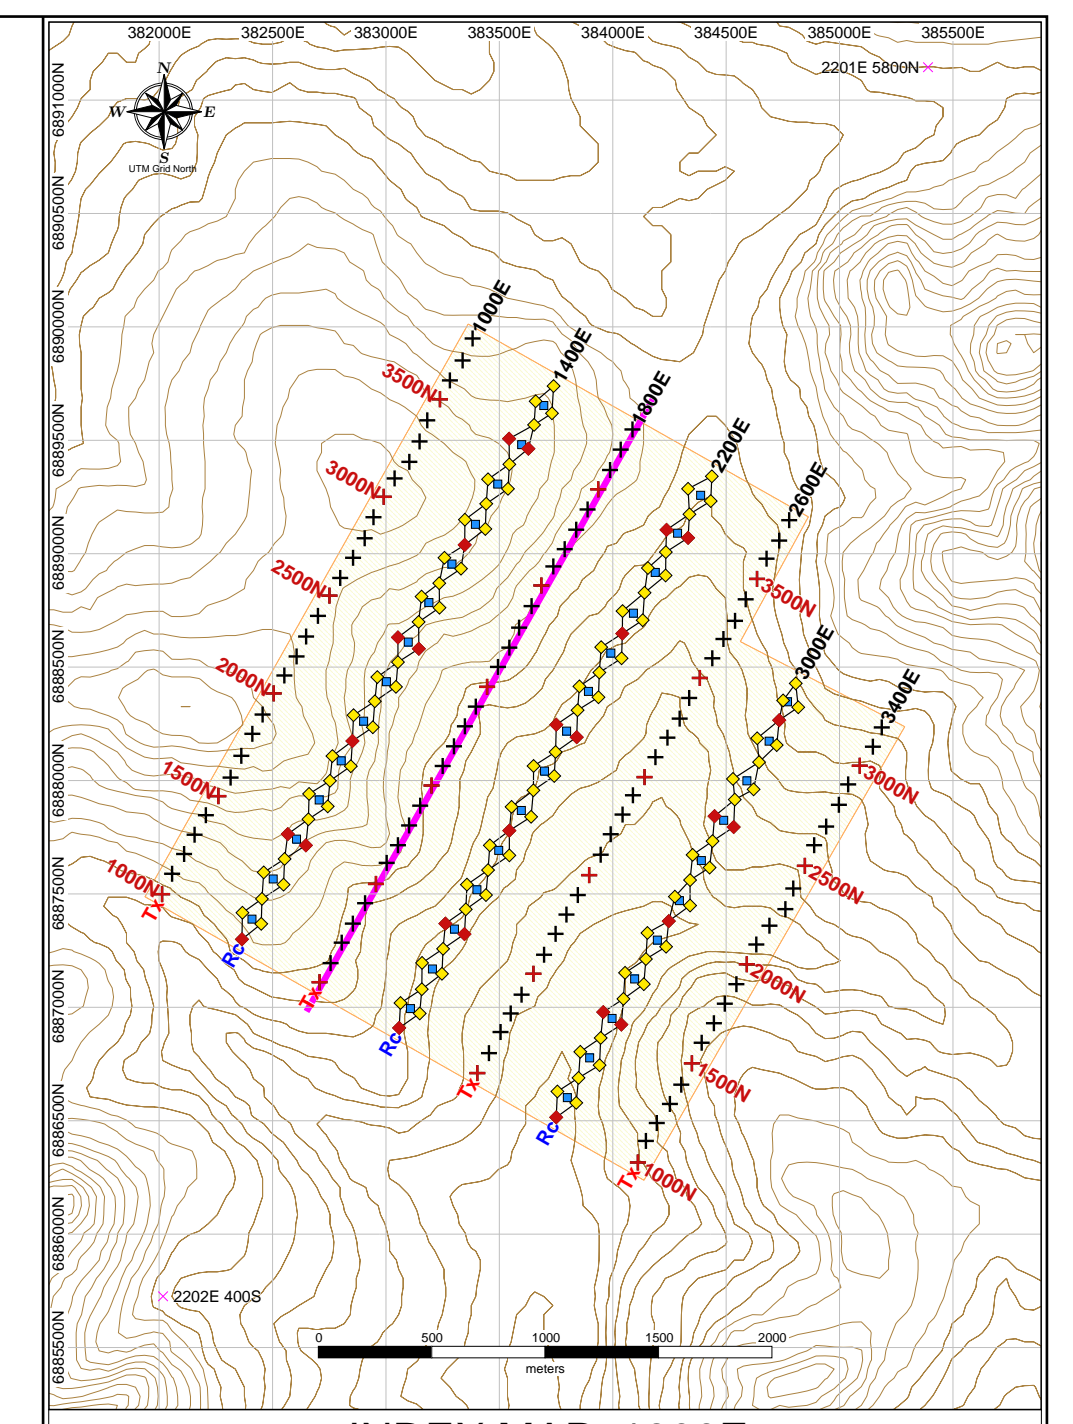 382000E 382500E 383000E 383500E 384000E 384500E 385000E 385500E
2201E 5800N
N
W E
S
UTM Grid North
6891000N
6890500N
6890000N
6889500N
6889000N
6888500N
6888000N
6887500N
6887000N
6886500N
6886000N
6885500N
1000E
1400E
1800E
2200E
2600E
3000E
3400E
3500N
3000N
2500N
2000N
1500N
1000N
Tx
Rc
Tx
Rc
Tx
Rc
Tx
3500N
3000N
2500N
2000N
1500N
1000N
2202E 400S
0 500 1000 1500 2000
meters